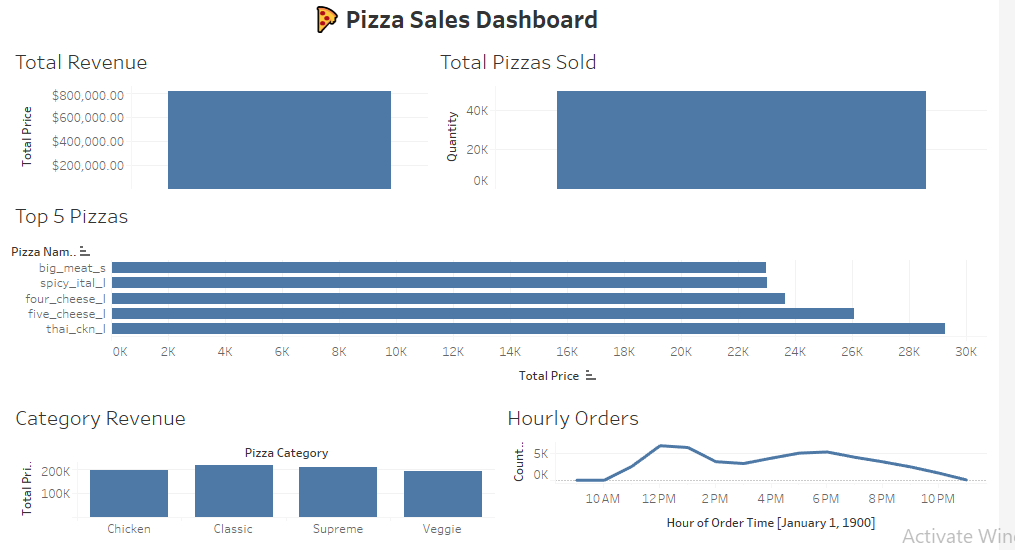 🍕 Pizza Sales Dashboard
Total Revenue
Total Price
$800,000.00
$600,000.00
$400,000.00
$200,000.00
Total Pizzas Sold
Quantity
40K
20K
0K
Top 5 Pizzas
Pizza Nam..
big_meat_s
spicy_ital_l
four_cheese_l
five_cheese_l
thai_ckn_l
0K 2K 4K 6K 8K 10K 12K 14K 16K 18K 20K 22K 24K 26K 28K 30K
Total Price
Category Revenue
Pizza Category
Total Pri..
200K
100K
Chicken Classic Supreme Veggie
Hourly Orders
Count..
5K
0K
10 AM 12 PM 2 PM 4 PM 6 PM 8 PM 10 PM
Hour of Order Time [January 1, 1900]
Activate Win